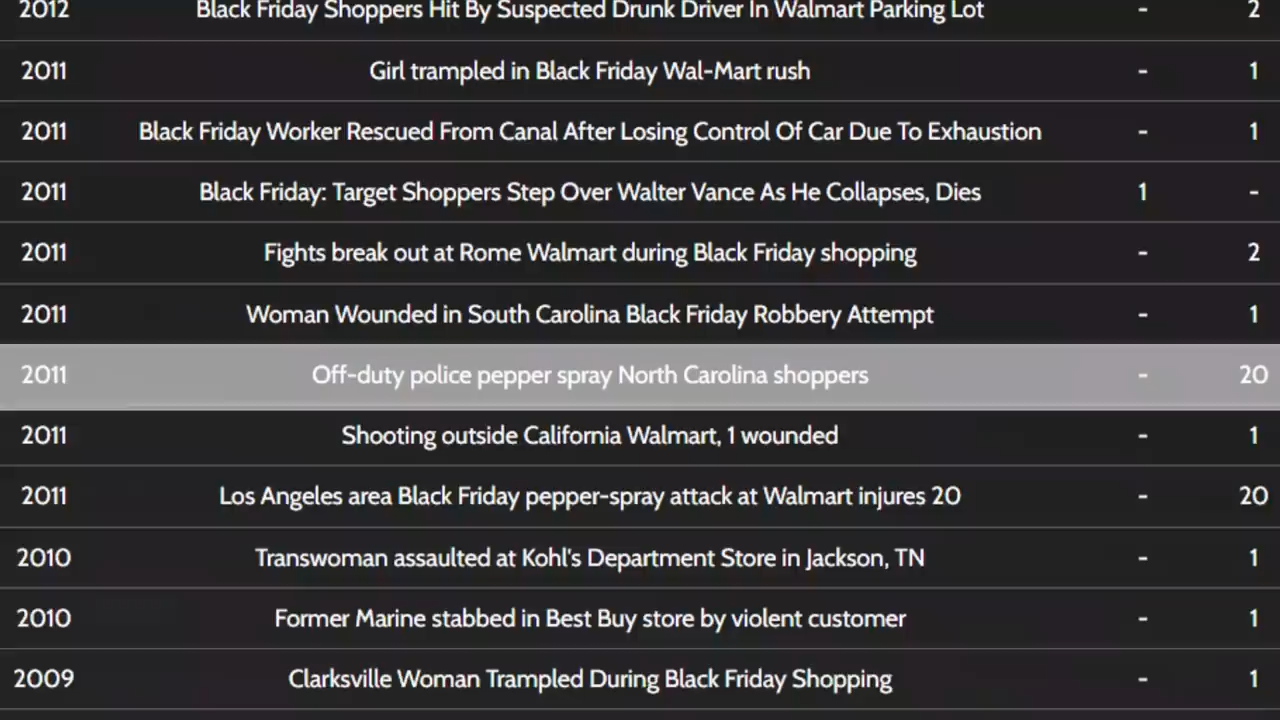 2012 Black Friday Shoppers Hit By Suspected Drunk Driver In Walmart Parking Lot - 2
2011 Girl trampled in Black Friday Wal-Mart rush - 1
2011 Black Friday Worker Rescued From Canal After Losing Control Of Car Due To Exhaustion - 1
2011 Black Friday: Target Shoppers Step Over Walter Vance As He Collapses, Dies 1 -
2011 Fights break out at Rome Walmart during Black Friday shopping - 2
2011 Woman Wounded in South Carolina Black Friday Robbery Attempt - 1
2011 Off-duty police pepper spray North Carolina shoppers - 20
2011 Shooting outside California Walmart, 1 wounded - 1
2011 Los Angeles area Black Friday pepper-spray attack at Walmart injures 20 - 20
2010 Transwoman assaulted at Kohl's Department Store in Jackson, TN - 1
2010 Former Marine stabbed in Best Buy store by violent customer - 1
2009 Clarksville Woman Trampled During Black Friday Shopping - 1